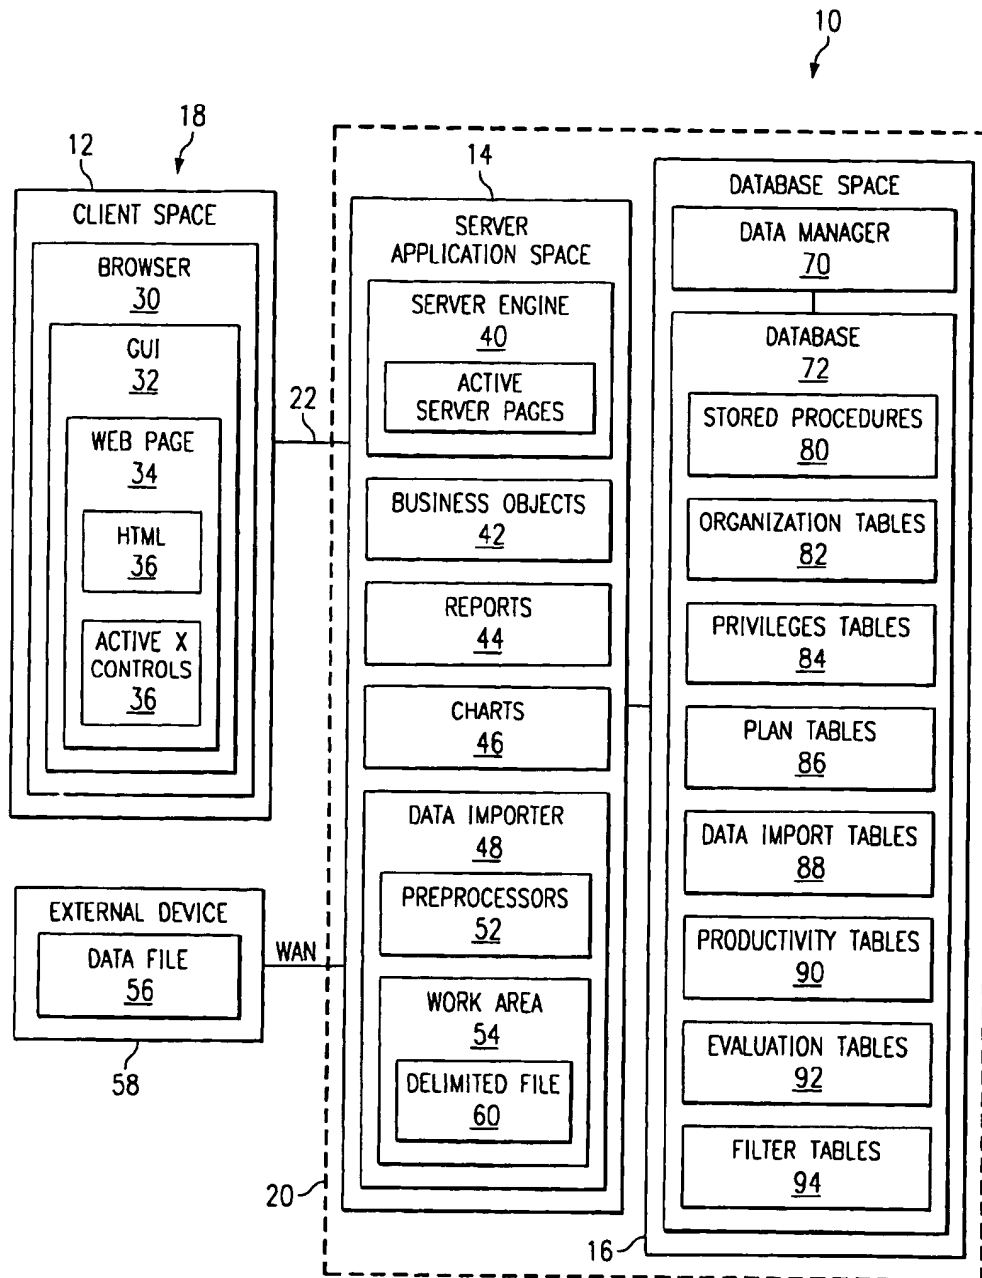 10
18
12
CLIENT SPACE
BROWSER
30
GUI
32
WEB PAGE
34
HTML
36
ACTIVE X
CONTROLS
36
22
EXTERNAL DEVICE
DATA FILE
56
58
WAN
20
14
SERVER
APPLICATION SPACE
SERVER ENGINE
40
ACTIVE
SERVER PAGES
BUSINESS OBJECTS
42
REPORTS
44
CHARTS
46
DATA IMPORTER
48
PREPROCESSORS
52
WORK AREA
54
DELIMITED FILE
60
DATABASE SPACE
DATA MANAGER
70
DATABASE
72
STORED PROCEDURES
80
ORGANIZATION TABLES
82
PRIVILEGES TABLES
84
PLAN TABLES
86
DATA IMPORT TABLES
88
PRODUCTIVITY TABLES
90
EVALUATION TABLES
92
FILTER TABLES
94
16